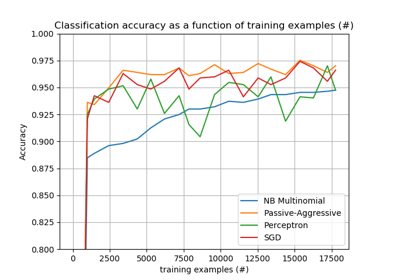 Classification accuracy as a function of training examples (#)
1.000
0.975
0.950
0.925
0.900
0.875
0.850
0.825
0.800
Accuracy
NB Multinomial
Passive-Aggressive
Perceptron
SGD
0 2500 5000 7500 10000 12500 15000 17500
training examples (#)